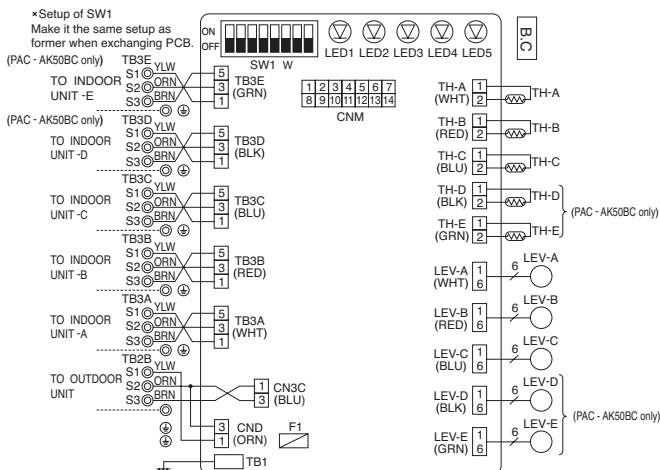 ×Setup of SW1
Make it the same setup as
former when exchanging PCB.
ON
OFF
SW1 W
LED1 LED2 LED3 LED4 LED5
B.C
(PAC - AK50BC only) TB3E
TO INDOOR
UNIT -E
S1 YLW
S2 ORN
S3 BRN
5
3
1
TB3E
(GRN)
1 2 3 4 5 6 7
8 9 10 11 12 13 14
CNM
(PAC - AK50BC only) TB3D
TO INDOOR
UNIT -D
S1 YLW
S2 ORN
S3 BRN
5
3
1
TB3D
(BLK)
TB3C
TO INDOOR
UNIT -C
S1 YLW
S2 ORN
S3 BRN
5
3
1
TB3C
(BLU)
TB3B
TO INDOOR
UNIT -B
S1 YLW
S2 ORN
S3 BRN
5
3
1
TB3B
(RED)
TB3A
TO INDOOR
UNIT -A
S1 YLW
S2 ORN
S3 BRN
5
3
1
TB3A
(WHT)
TB2B
TO OUTDOOR
UNIT
S1 YLW
S2 ORN
S3 BRN
1
3
CN3C
(BLU)
3
1
CND
(ORN)
F1
TB1
TH-A
(WHT)
1
2
TH-A
TH-B
(RED)
1
2
TH-B
TH-C
(BLU)
1
2
TH-C
TH-D
(BLK)
1
2
TH-D
TH-E
(GRN)
1
2
TH-E
(PAC - AK50BC only)
LEV-A
(WHT)
1
6
6
LEV-A
LEV-B
(RED)
1
6
6
LEV-B
LEV-C
(BLU)
1
6
6
LEV-C
LEV-D
(BLK)
1
6
6
LEV-D
LEV-E
(GRN)
1
6
6
LEV-E
(PAC - AK50BC only)